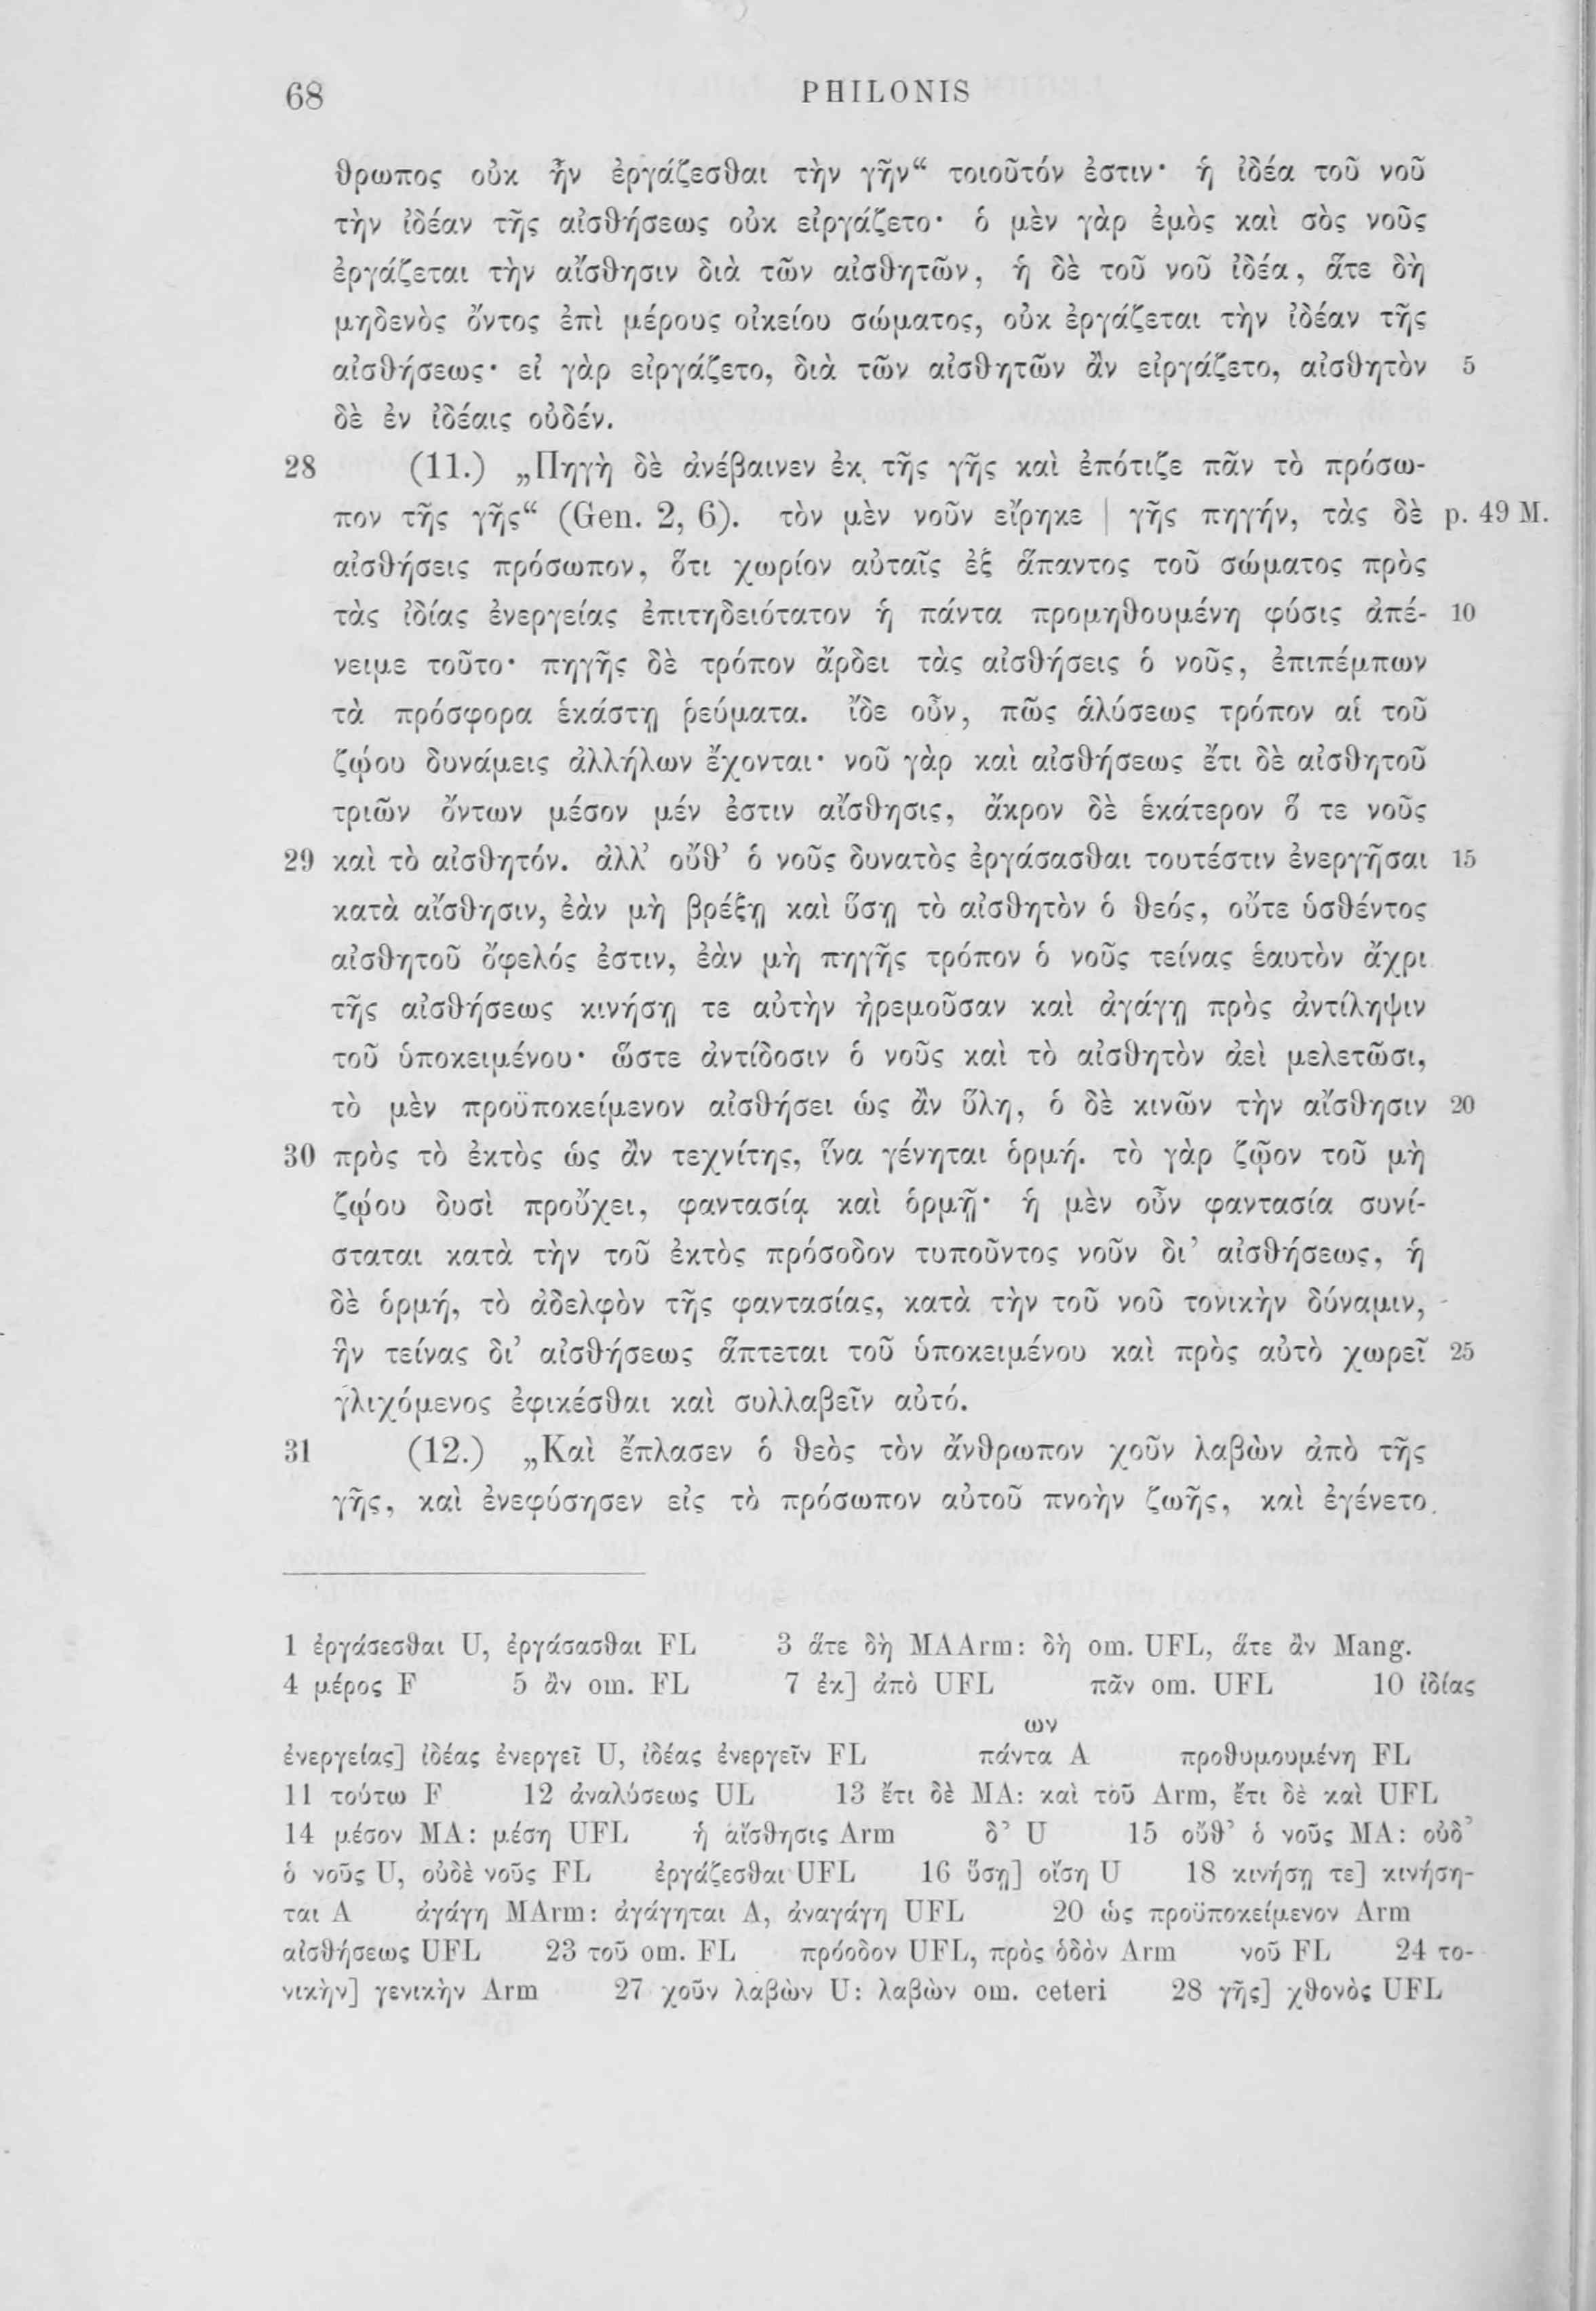 68 PHILONIS
θρωπος οὐκ ἦν ἐργάζεσθαι τὴν γῆν“ τοιοῦτόν ἐστιν· ἡ ἰδέα τοῦ νοῦ
τὴν ἰδέαν τῆς αἰσθήσεως οὐκ εἰργάζετο· ὁ μὲν γὰρ ἐμὸς καὶ σὸς νοῦς
ἐργάζεται τὴν αἴσθησιν διὰ τῶν αἰσθητῶν, ἡ δὲ τοῦ νοῦ ἰδέα, ἅτε δὴ
μηδενὸς ὄντος ἐπὶ μέρους οἰκείου σώματος, οὐκ ἐργάζεται τὴν ἰδέαν τῆς
αἰσθήσεως· εἰ γὰρ εἰργάζετο, διὰ τῶν αἰσθητῶν ἂν εἰργάζετο, αἰσθητὸν 5
δὲ ἐν ἰδέαις οὐδέν.
28 (11.) „Πηγὴ δὲ ἀνέβαινεν ἐκ τῆς γῆς καὶ ἐπότιζε πᾶν τὸ πρόσω-
πον τῆς γῆς“ (Gen. 2, 6). τὸν μὲν νοῦν εἴρηκε | γῆς πηγήν, τὰς δὲ p. 49 M.
αἰσθήσεις πρόσωπον, ὅτι χωρίον αὐταῖς ἐξ ἅπαντος τοῦ σώματος πρὸς
τὰς ἰδίας ἐνεργείας ἐπιτηδειότατον ἡ πάντα προμηθουμένη φύσις ἀπέ- 10
νειμε τοῦτο· πηγῆς δὲ τρόπον ἄρδει τὰς αἰσθήσεις ὁ νοῦς, ἐπιπέμπων
τὰ πρόσφορα ἑκάστῃ ῥεύματα. ἴδε οὖν, πῶς ἁλύσεως τρόπον αἱ τοῦ
ζῴου δυνάμεις ἀλλήλων ἔχονται· νοῦ γὰρ καὶ αἰσθήσεως ἔτι δὲ αἰσθητοῦ
τριῶν ὄντων μέσον μέν ἐστιν αἴσθησις, ἄκρον δὲ ἑκάτερον ὅ τε νοῦς
29 καὶ τὸ αἰσθητόν. ἀλλ’ οὔθ’ ὁ νοῦς δυνατὸς ἐργάσασθαι τουτέστιν ἐνεργῆσαι 15
κατὰ αἴσθησιν, ἐὰν μὴ βρέξῃ καὶ ὕσῃ τὸ αἰσθητὸν ὁ θεός, οὔτε ὑσθέντος
αἰσθητοῦ ὄφελός ἐστιν, ἐὰν μὴ πηγῆς τρόπον ὁ νοῦς τείνας ἑαυτὸν ἄχρι
τῆς αἰσθήσεως κινήσῃ τε αὐτὴν ἠρεμοῦσαν καὶ ἀγάγῃ πρὸς ἀντίληψιν
τοῦ ὑποκειμένου· ὥστε ἀντίδοσιν ὁ νοῦς καὶ τὸ αἰσθητὸν ἀεὶ μελετῶσι,
τὸ μὲν προϋποκείμενον αἰσθήσει ὡς ἂν ὕλη, ὁ δὲ κινῶν τὴν αἴσθησιν 20
30 πρὸς τὸ ἐκτὸς ὡς ἂν τεχνίτης, ἵνα γένηται ὁρμή. τὸ γὰρ ζῷον τοῦ μὴ
ζῴου δυσὶ προὔχει, φαντασίᾳ καὶ ὁρμῇ· ἡ μὲν οὖν φαντασία συνί-
σταται κατὰ τὴν τοῦ ἐκτὸς πρόσοδον τυποῦντος νοῦν δι’ αἰσθήσεως, ἡ
δὲ ὁρμή, τὸ ἀδελφὸν τῆς φαντασίας, κατὰ τὴν τοῦ νοῦ τονικὴν δύναμιν,
ἣν τείνας δι’ αἰσθήσεως ἅπτεται τοῦ ὑποκειμένου καὶ πρὸς αὐτὸ χωρεῖ 25
γλιχόμενος ἐφικέσθαι καὶ συλλαβεῖν αὐτό.
31 (12.) „Καὶ ἔπλασεν ὁ θεὸς τὸν ἄνθρωπον χοῦν λαβὼν ἀπὸ τῆς
γῆς, καὶ ἐνεφύσησεν εἰς τὸ πρόσωπον αὐτοῦ πνοὴν ζωῆς, καὶ ἐγένετο
1 ἐργάσεσθαι U, ἐργάσασθαι FL 3 ἅτε δὴ MAArm: δὴ om. UFL, ἅτε ἂν Mang.
4 μέρος F 5 ἂν om. FL 7 ἐκ] ἀπὸ UFL πᾶν om. UFL 10 ἰδίας
ων
ἐνεργείας] ἰδέας ἐνεργεῖ U, ἰδέας ἐνεργεῖν FL πάντα A προθυμουμένη FL
11 τούτω F 12 ἀναλύσεως UL 13 ἔτι δὲ MA: καὶ τοῦ Arm, ἔτι δὲ καὶ UFL
14 μέσον MA: μέση UFL ἡ αἴσθησις Arm δ’ U 15 οὔθ’ ὁ νοῦς MA: οὐδ’
ὁ νοῦς U, οὐδὲ νοῦς FL ἐργάζεσθαι UFL 16 ὕσῃ] οἴση U 18 κινήσῃ τε] κινήση-
ται A ἀγάγη MArm: ἀγάγηται A, ἀναγάγη UFL 20 ὡς προϋποκείμενον Arm
αἰσθήσεως UFL 23 τοῦ om. FL πρόοδον UFL, πρὸς ὁδὸν Arm νοῦ FL 24 το-
νικὴν] γενικὴν Arm 27 χοῦν λαβὼν U: λαβὼν om. ceteri 28 γῆς] χθονὸς UFL